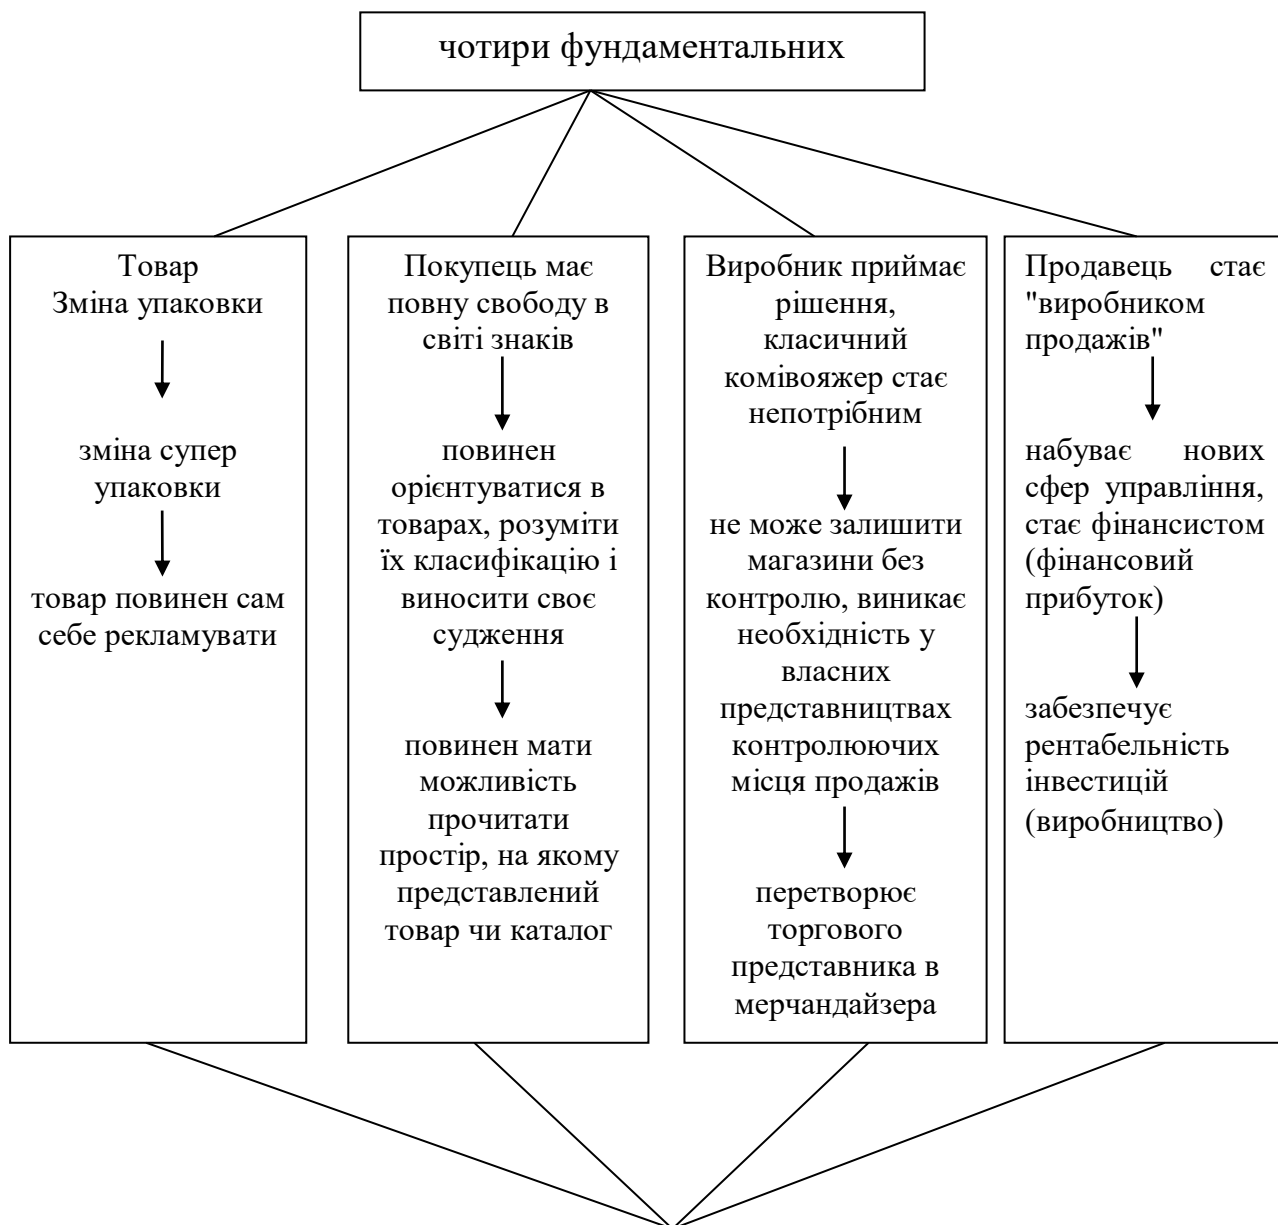 чотири фундаментальних
Товар
Зміна упаковки
зміна супер
упаковки
товар повинен сам
себе рекламувати
Покупець має
повну свободу в
світі знаків
повинен
орієнтуватися в
товарах, розуміти
їх класифікацію і
виносити своє
судження
повинен мати
можливість
прочитати
простір, на якому
представлений
товар чи каталог
Виробник приймає
рішення,
класичний
комівояжер стає
непотрібним
не може залишити
магазини без
контролю, виникає
необхідність у
власних
представництвах
контролюючих
місця продажів
перетворює
торгового
представника в
мерчандайзера
Продавець стає
"виробником
продажів"
набуває нових
сфер управління,
стає фінансистом
(фінансовий
прибуток)
забезпечує
рентабельність
інвестицій
(виробництво)